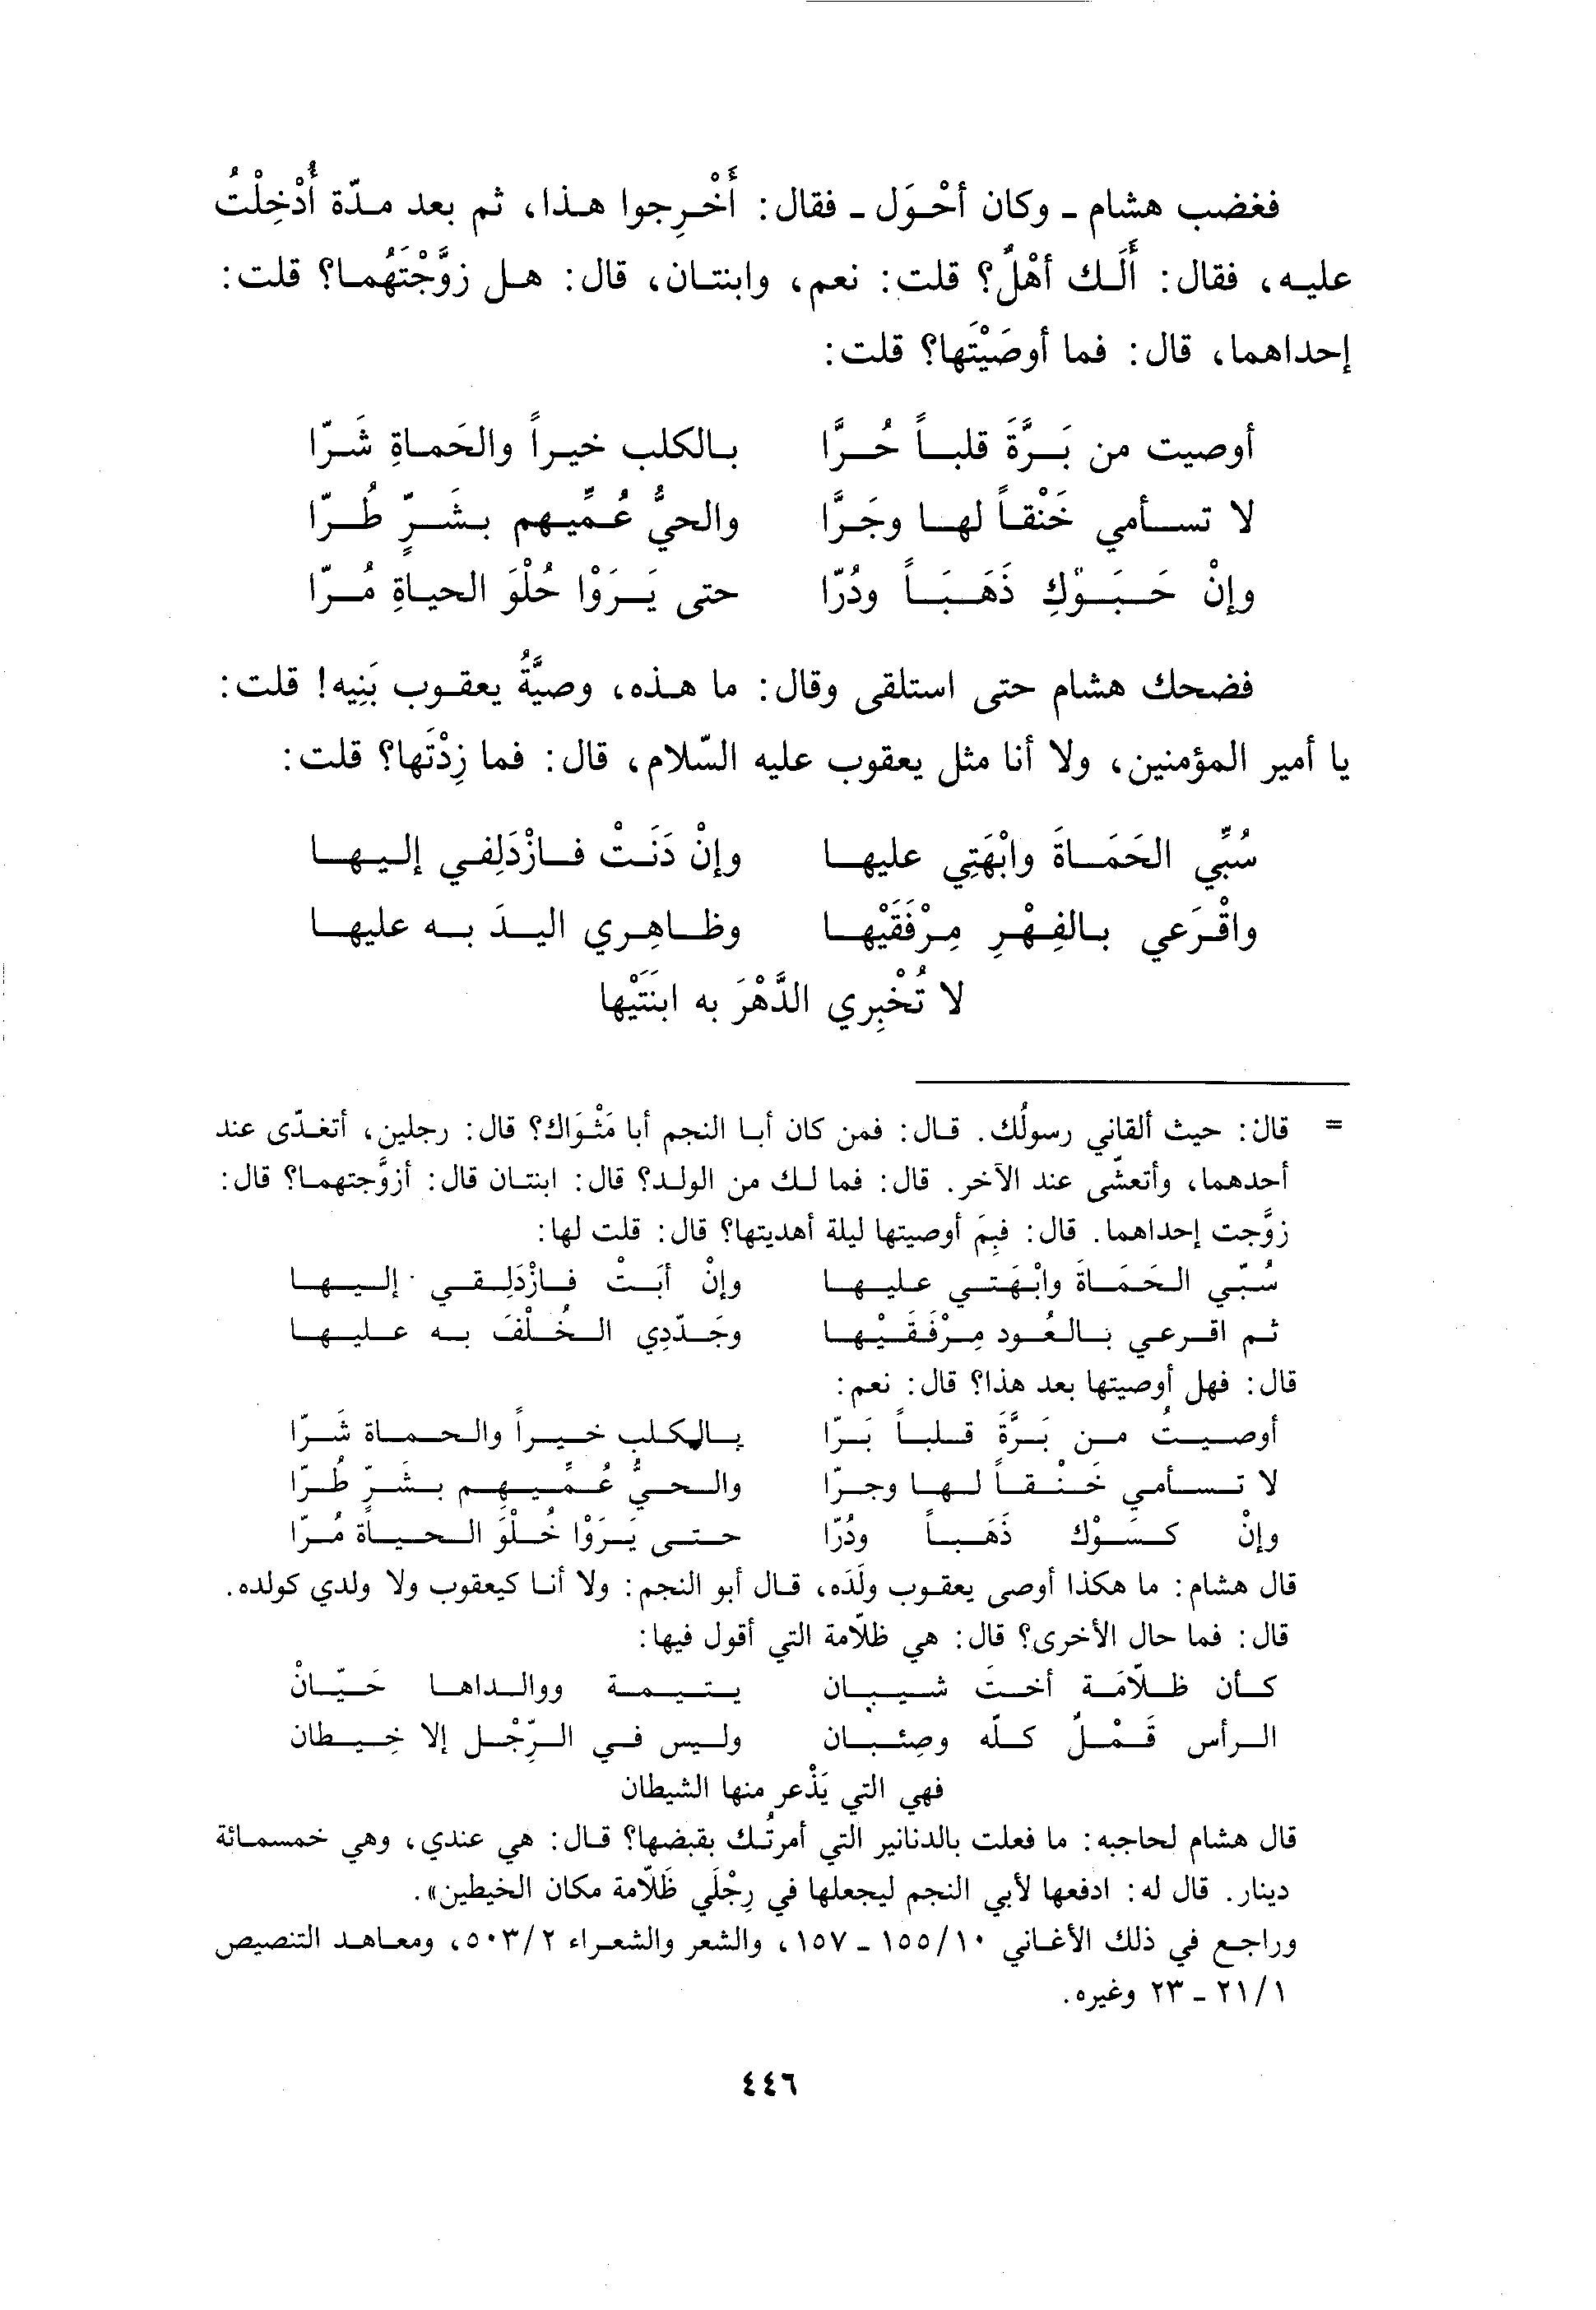 فغضب هشام ـ وكان أحْوَل ـ فقال: أَخْرِجوا هذا، ثم بعد مدّة أُدْخِلْتُ
عليه، فقال: أَلَك أهْلٌ؟ قلت: نعم، وابنتان، قال: هل زوَّجْتَهُما؟ قلت:
إحداهما، قال: فما أوصَيْتَها؟ قلت:
أوصيت من بَرَّةَ قلباً حُرَّا بالكلب خيراً والحَماةِ شَرّا
لا تسأمي خَنْقاً لها وجَرَّا والحيُّ عُمِّيهم بشَرٍّ طُرّا
وإنْ حَبَوْكِ ذَهَبَاً ودُرّا حتى يَرَوْا حُلْوَ الحياةِ مُرّا
فضحك هشام حتى استلقى وقال: ما هذه، وصيَّةُ يعقوب بَنِيه! قلت:
يا أمير المؤمنين، ولا أنا مثل يعقوب عليه السّلام، قال: فما زِدْتَها؟ قلت:
سُبِّي الحَمَاةَ وابْهَتِي عليها وإنْ دَنَتْ فازْدَلِفي إليها
واقْرَعي بالفِهْرِ مِرْفَقَيْها وظاهِري اليدَ به عليها
لا تُخْبِري الدَّهْرَ به ابنَتَيْها
= قال: حيث ألقاني رسولُك. قال: فمن كان أبا النجم أبا مَثْوَاك؟ قال: رجلين، أتغدّى عند
أحدهما، وأتعشّى عند الآخر. قال: فما لك من الولد؟ قال: ابنتان قال: أزوَّجتهما؟ قال:
زوَّجت إحداهما. قال: فبِمَ أوصيتها ليلة أهديتها؟ قال: قلت لها:
سُبّي الحَمَاةَ وابْهَتي عليها وإنْ أبَتْ فازْدَلِقي إليها
ثم اقرعي بالعُود مِرْفَقَيْها وجَدّدِي الحُلْفَ به عليها
قال: فهل أوصيتها بعد هذا؟ قال: نعم:
أوصيتُ من بَرَّةَ قلباً بَرّا بالكلبِ خيراً والحماة شَرّا
لا تسأمي خَنْقاً لها وجرّا والحيُّ عُمِّيهم بشَرّ طُرّا
وإنْ كسَوْك ذَهَباً ودُرّا حتى يَرَوْا حُلْوَ الحياة مُرّا
قال هشام: ما هكذا أوصى يعقوب ولَدَه، قال أبو النجم: ولا أنا كيعقوب ولا ولدي كولده.
قال: فما حال الأخرى؟ قال: هي ظلّامة التي أقول فيها:
كأن ظلّامَة أختَ شيبان يتيمة ووالداها حَيّانْ
الرأس قَمْلٌ كلّه وصِئبان وليس في الرِّجْل إلا خِيطان
فهي التي يَذْعر منها الشيطان
قال هشام لحاجبه: ما فعلت بالدنانير التي أمرتُك بقبضها؟ قال: هي عندي، وهي خمسمائة
دينار. قال له: ادفعها لأبي النجم ليجعلها في رِجْلَي ظَلّامة مكان الخيطين».
وراجع في ذلك الأغاني ١٠/١٥٥ ـ ١٥٧، والشعر والشعراء ٢/٥٠٣، ومعاهد التنصيص
١/٢١ ـ ٢٣ وغيره.
٤٤٦